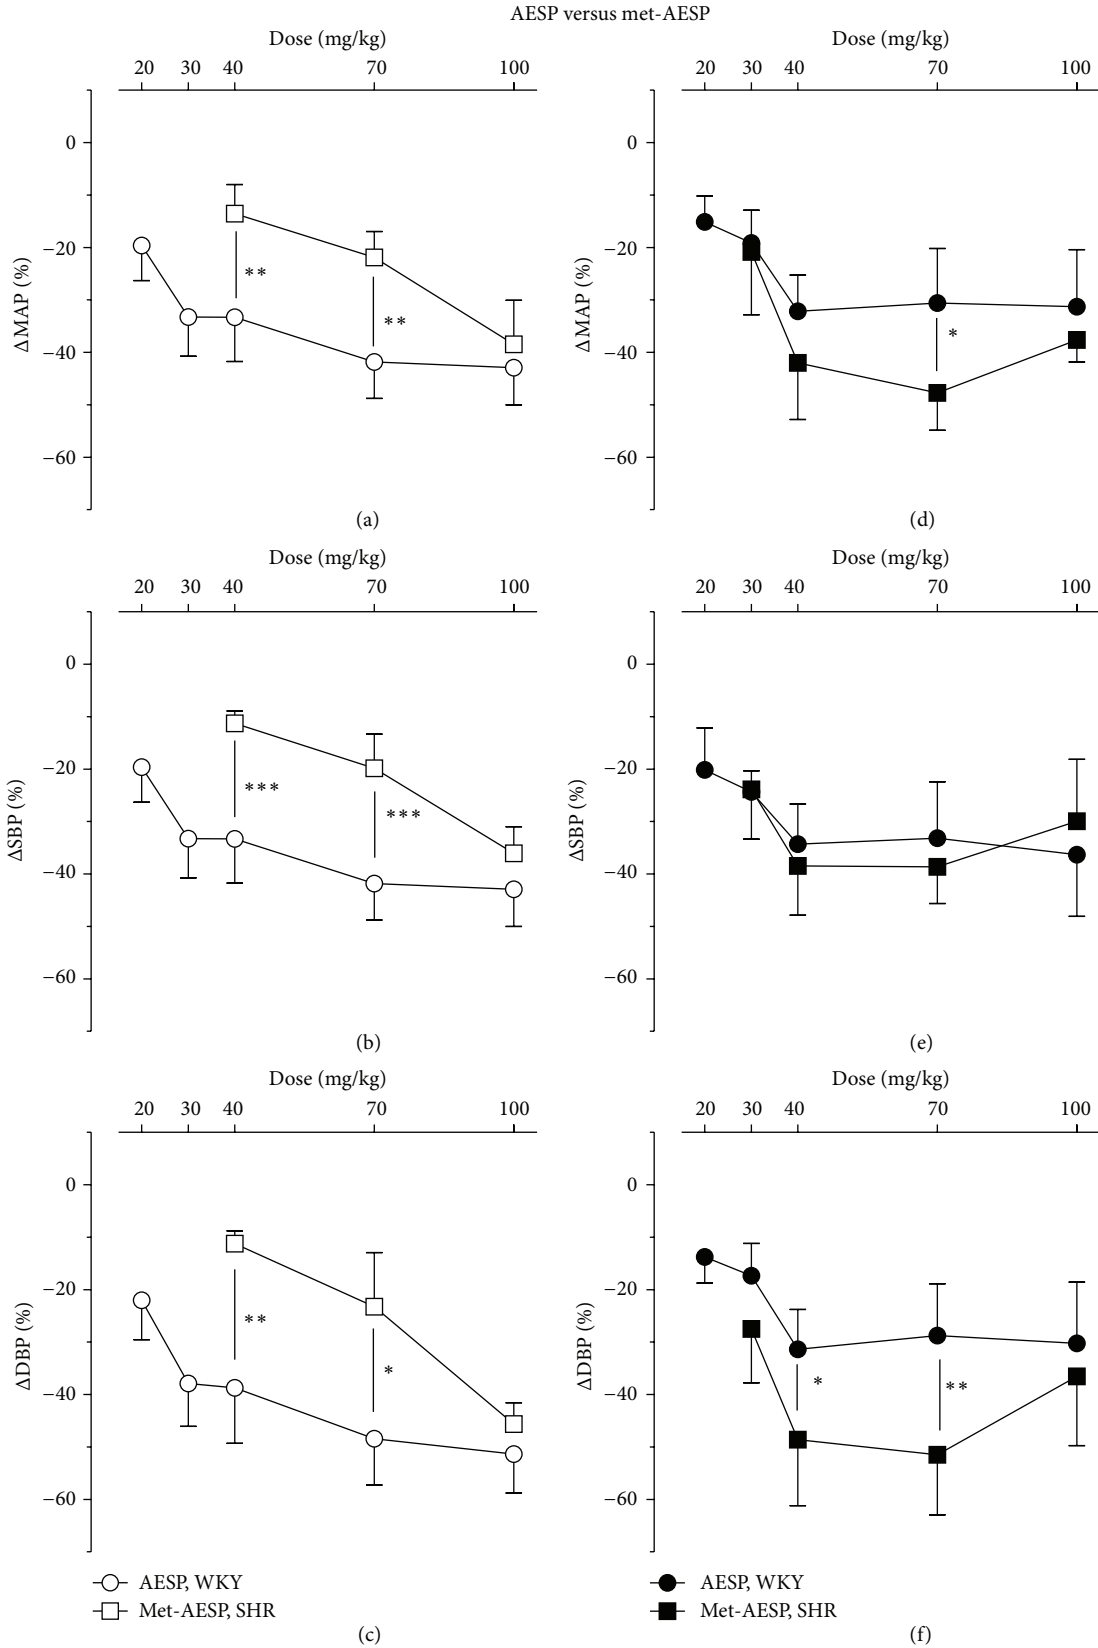 AESP versus met-AESP
Dose (mg/kg)
20 30 40 70 100
0
−20
−40
−60
ΔMAP (%)
**
**
(a)
Dose (mg/kg)
20 30 40 70 100
0
−20
−40
−60
ΔMAP (%)
*
(d)
Dose (mg/kg)
20 30 40 70 100
0
−20
−40
−60
ΔSBP (%)
***
***
(b)
Dose (mg/kg)
20 30 40 70 100
0
−20
−40
−60
ΔSBP (%)
(e)
Dose (mg/kg)
20 30 40 70 100
0
−20
−40
−60
ΔDBP (%)
**
*
AESP, WKY
Met-AESP, SHR
(c)
Dose (mg/kg)
20 30 40 70 100
0
−20
−40
−60
ΔDBP (%)
*
**
AESP, WKY
Met-AESP, SHR
(f)